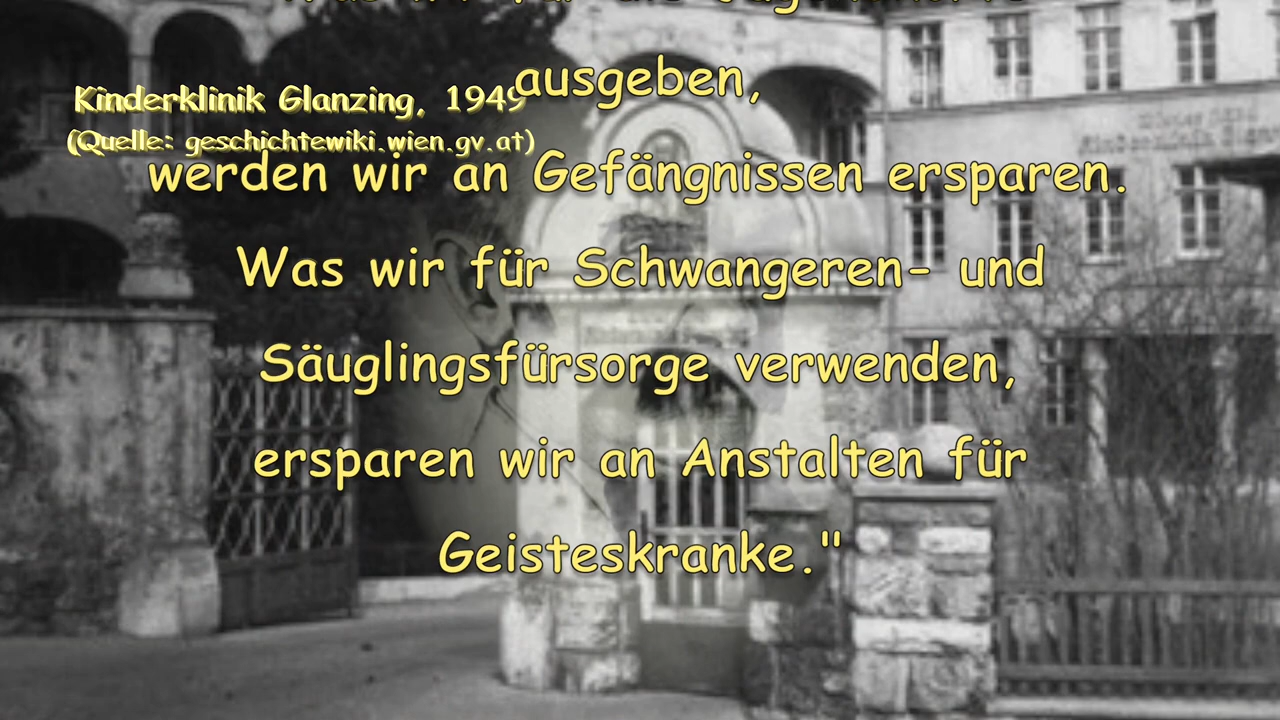 Kinderklinik Glanzing, 1949
(Quelle: geschichtewiki.wien.gv.at)
ausgeben,
werden wir an Gefängnissen ersparen.
Was wir für Schwangeren- und
Säuglingsfürsorge verwenden,
ersparen wir an Anstalten für
Geisteskranke."